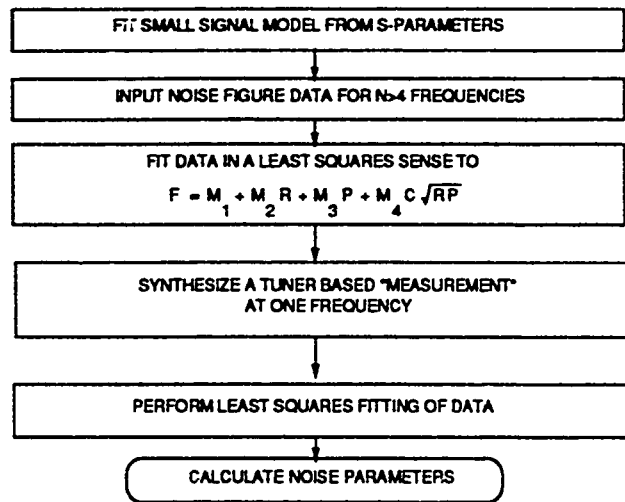 FIT SMALL SIGNAL MODEL FROM S-PARAMETERS
INPUT NOISE FIGURE DATA FOR N>4 FREQUENCIES
FIT DATA IN A LEAST SQUARES SENSE TO
F = M₁ + M₂ R + M₃ P + M₄ C √RP
SYNTHESIZE A TUNER BASED "MEASUREMENT"
AT ONE FREQUENCY
PERFORM LEAST SQUARES FITTING OF DATA
CALCULATE NOISE PARAMETERS